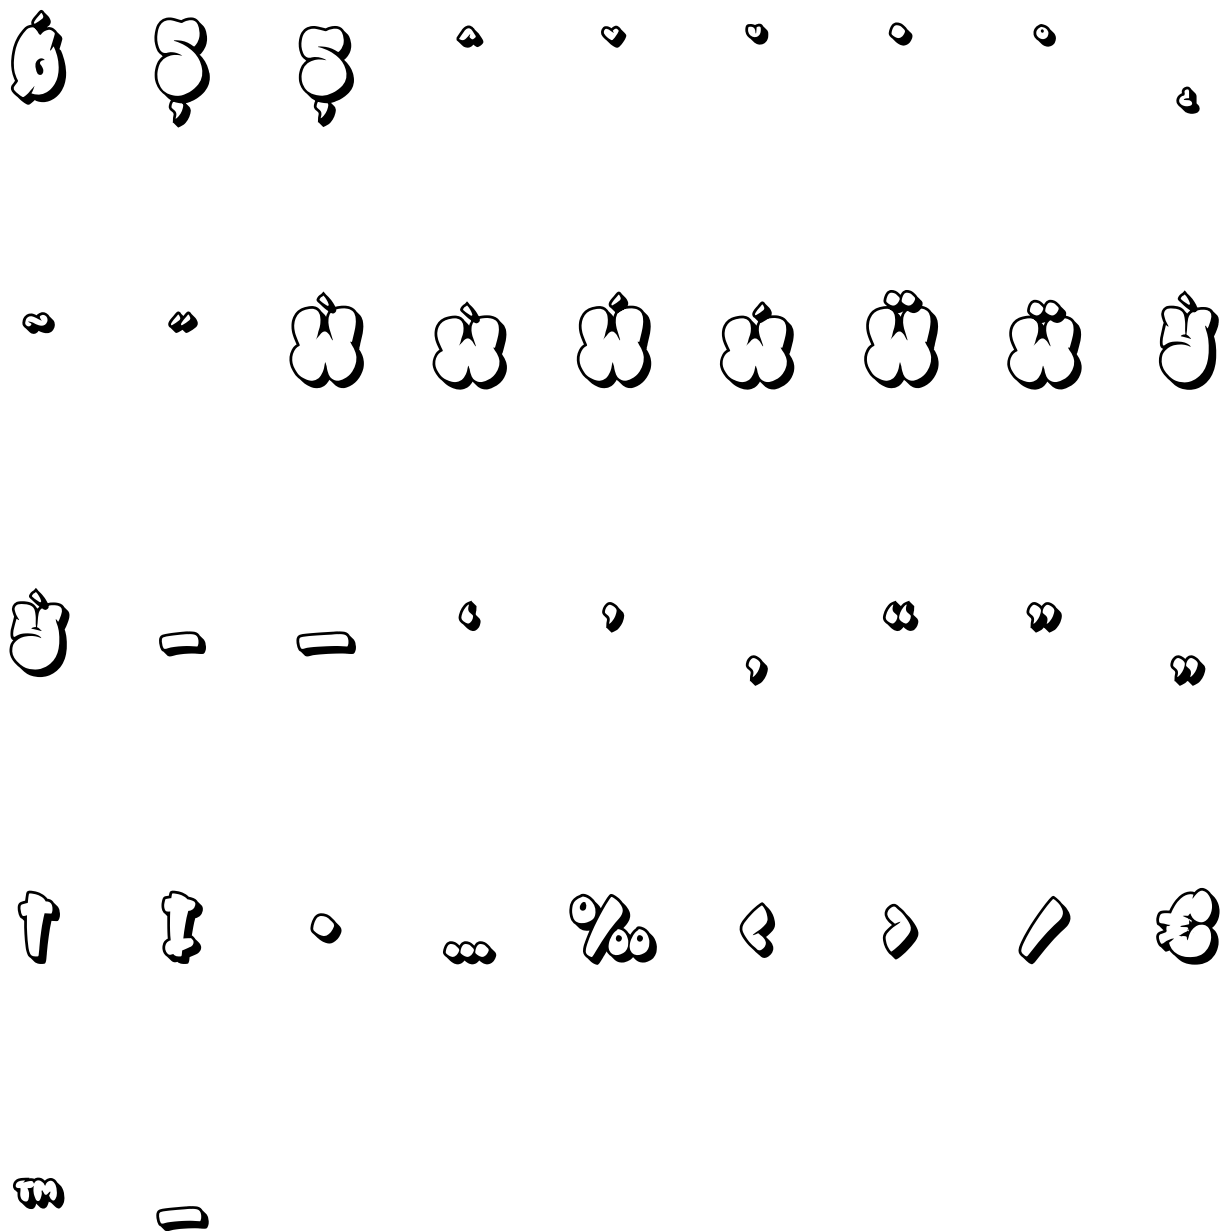 ǿ Ș ș ˆ ˇ ˘ ˙ ˚ ˛
˜ ˝ Ẁ ẁ Ẃ ẃ Ẅ ẅ Ỳ
ỳ – — ‘ ’ ‚ “ ” „
† ‡ • … ‰ ‹ › ⁄ €
™ −